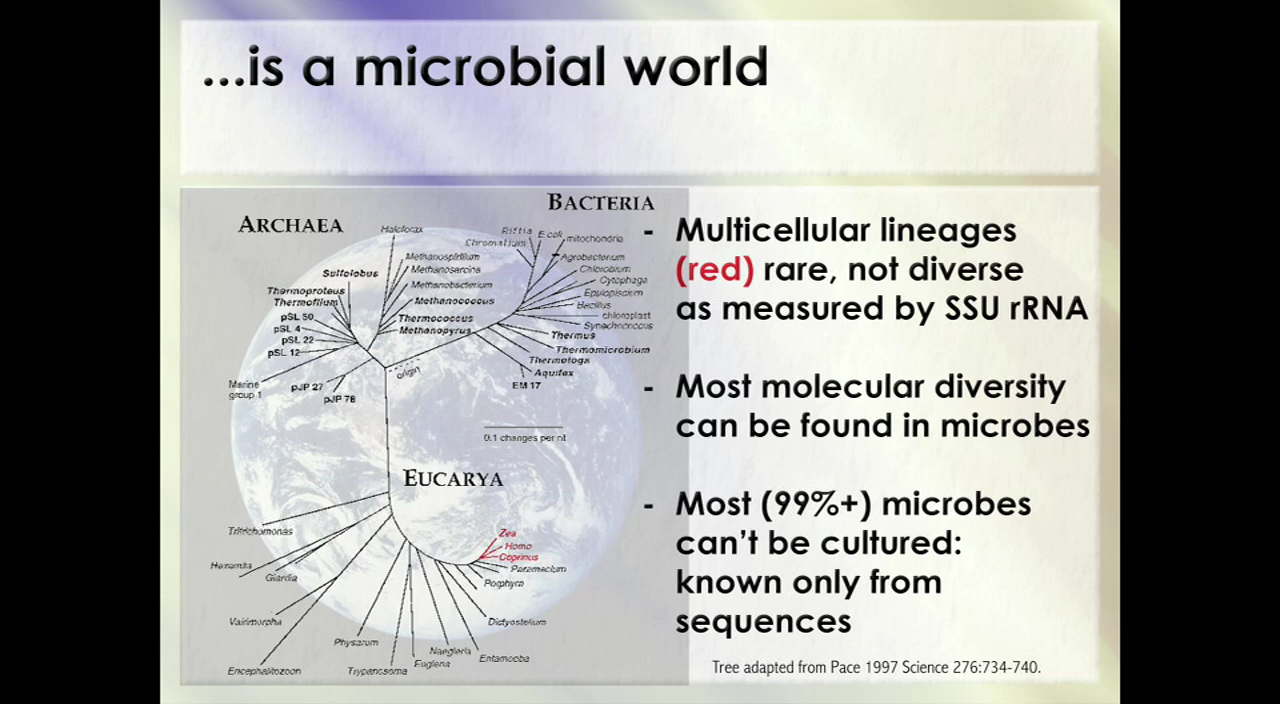 ...is a microbial world
ARCHAEA
BACTERIA
Haloforax
Riftia
E.coli
mitochondria
Chromatium
Methanospirillum
Agrobacterium
Sulfolobus
Methanosarcina
Chlorobium
Methanobacterium
Cytophaga
Thermoproteus
Epulopiscium
Thermofilum
Methanococcus
Bacillus
pSL 50
Thermococcus
chloroplast
pSL 4
Methanopyrus
Synechococcus
pSL 22
Thermus
pSL 12
Thermomicrobium
Thermotoga
origin
Aquifex
Marine
group 1
pJP 27
EM 17
pJP 78
0.1 changes per nt
EUCARYA
Tritrichomonas
Zea
Homo
Coprinus
Hexamita
Paramecium
Giardia
Porphyra
Vairimorpha
Dictyostelium
Physarum
Naegleria
Entamoeba
Euglena
Encephalitozoon
Trypanosoma
- Multicellular lineages
(red) rare, not diverse
as measured by SSU rRNA
- Most molecular diversity
can be found in microbes
- Most (99%+) microbes
can't be cultured:
known only from
sequences
Tree adapted from Pace 1997 Science 276:734-740.